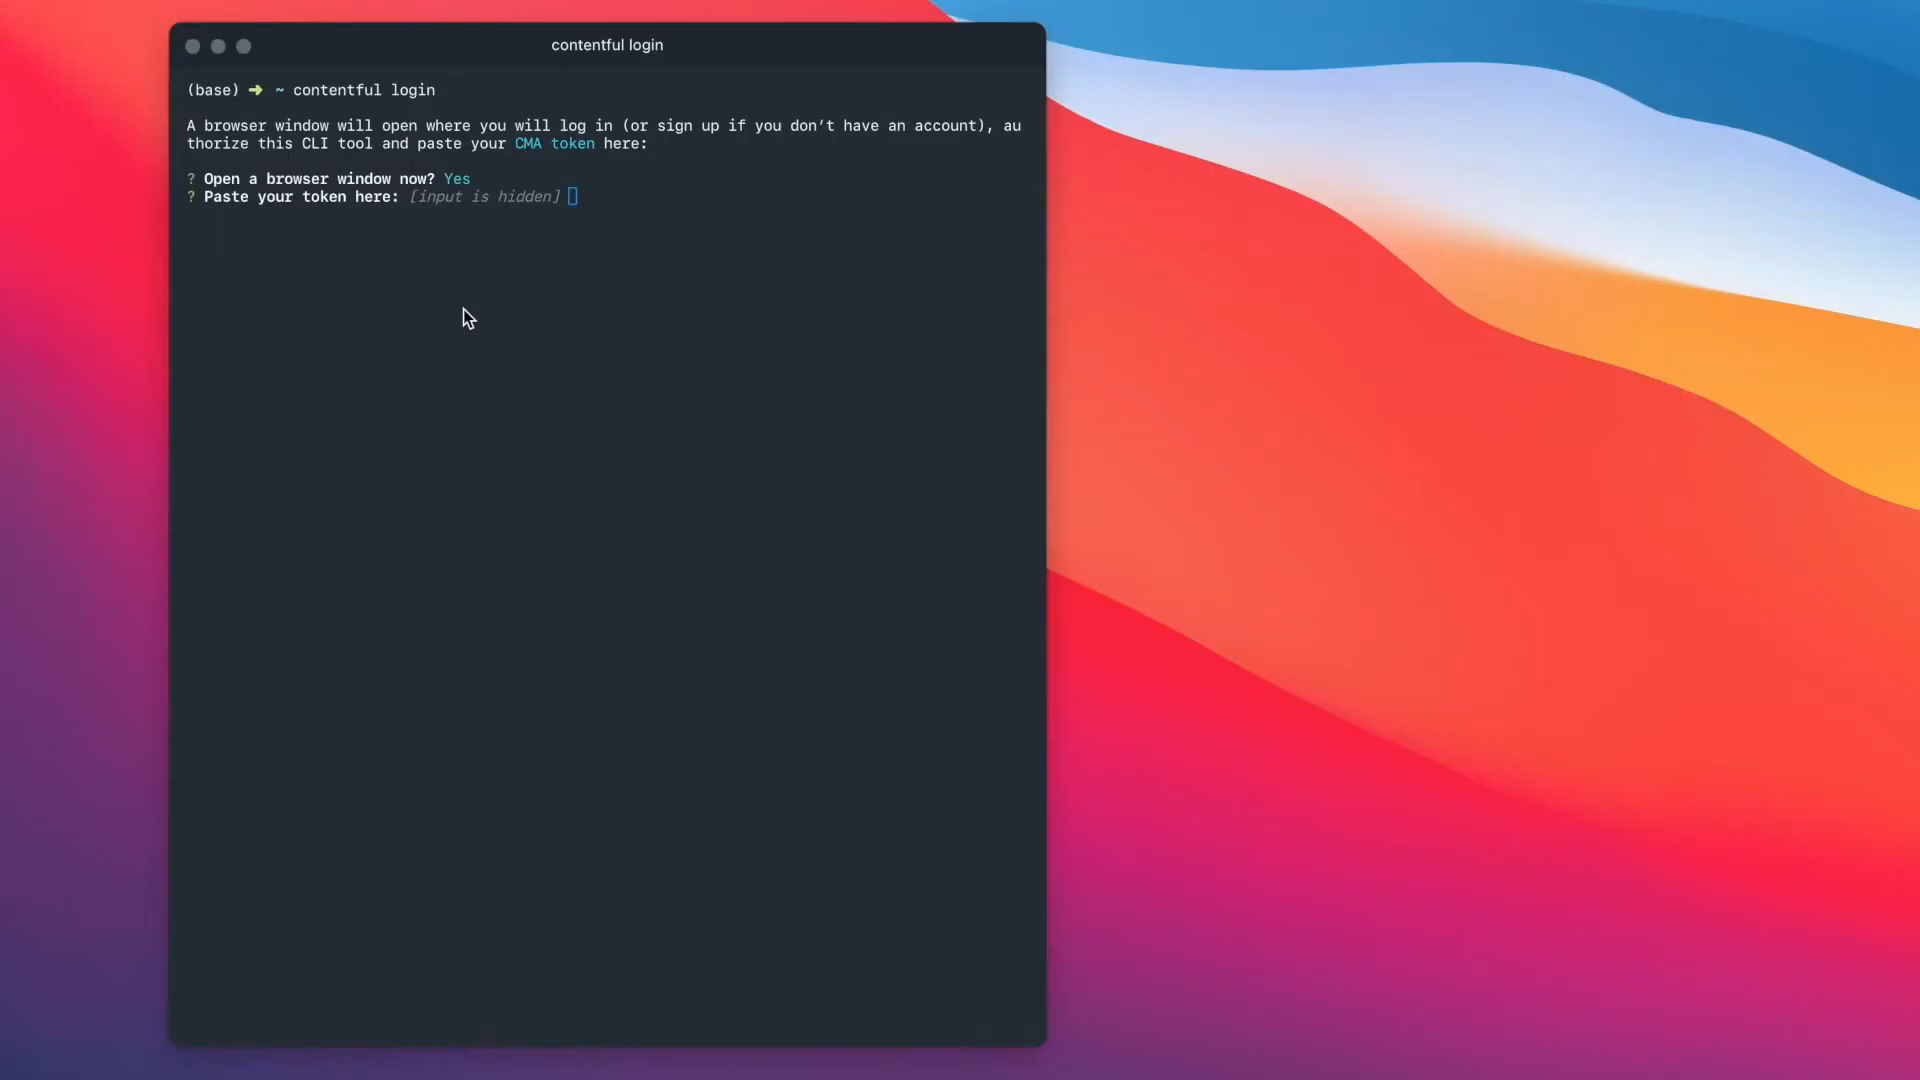 contentful login
(base) ➜ ~ contentful login
A browser window will open where you will log in (or sign up if you don’t have an account), au
thorize this CLI tool and paste your CMA token here:
? Open a browser window now? Yes
? Paste your token here: [input is hidden]